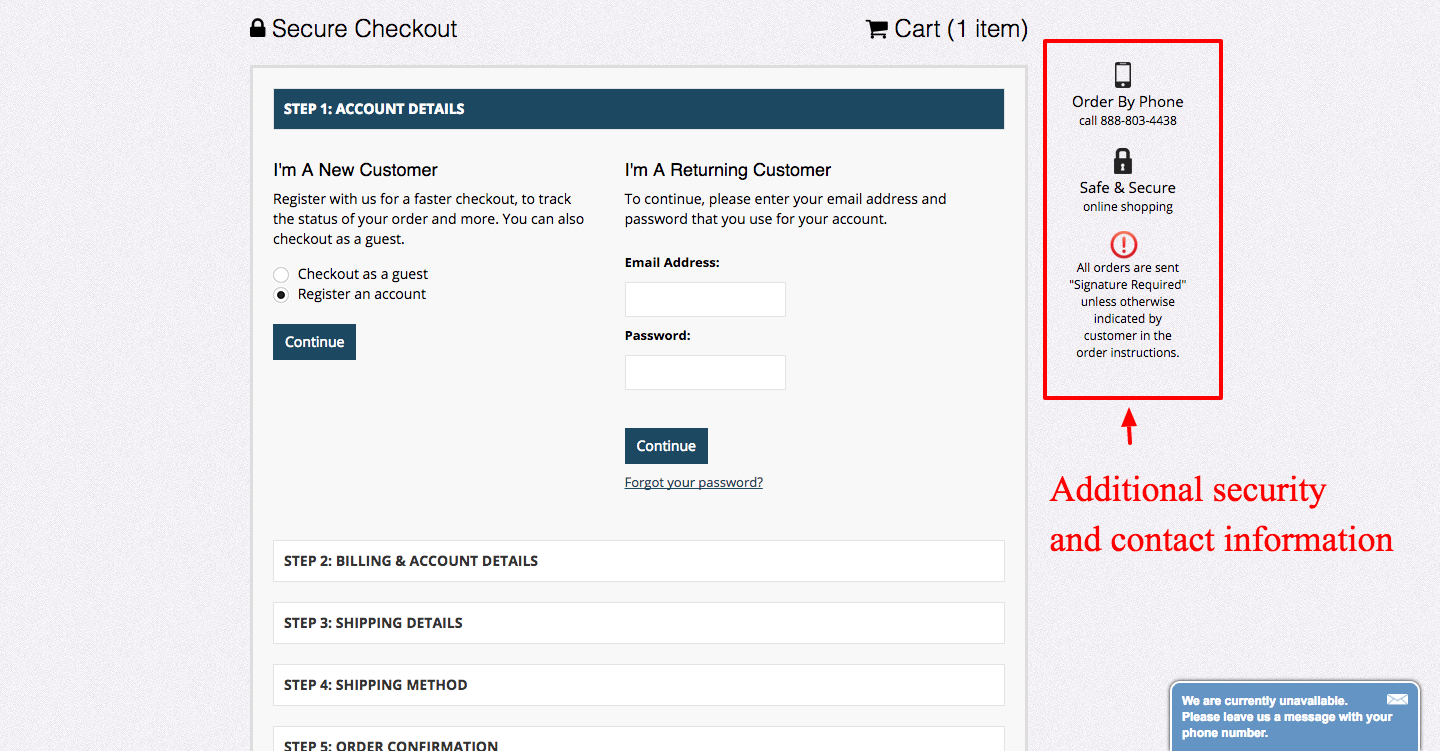 Secure Checkout
Cart (1 item)
STEP 1: ACCOUNT DETAILS
I'm A New Customer
Register with us for a faster checkout, to track
the status of your order and more. You can also
checkout as a guest.
Checkout as a guest
Register an account
Continue
I'm A Returning Customer
To continue, please enter your email address and
password that you use for your account.
Email Address:
Password:
Continue
Forgot your password?
STEP 2: BILLING & ACCOUNT DETAILS
STEP 3: SHIPPING DETAILS
STEP 4: SHIPPING METHOD
STEP 5: ORDER CONFIRMATION
Order By Phone
call 888-803-4438
Safe & Secure
online shopping
All orders are sent
"Signature Required"
unless otherwise
indicated by
customer in the
order instructions.
Additional security
and contact information
We are currently unavailable.
Please leave us a message with your
phone number.